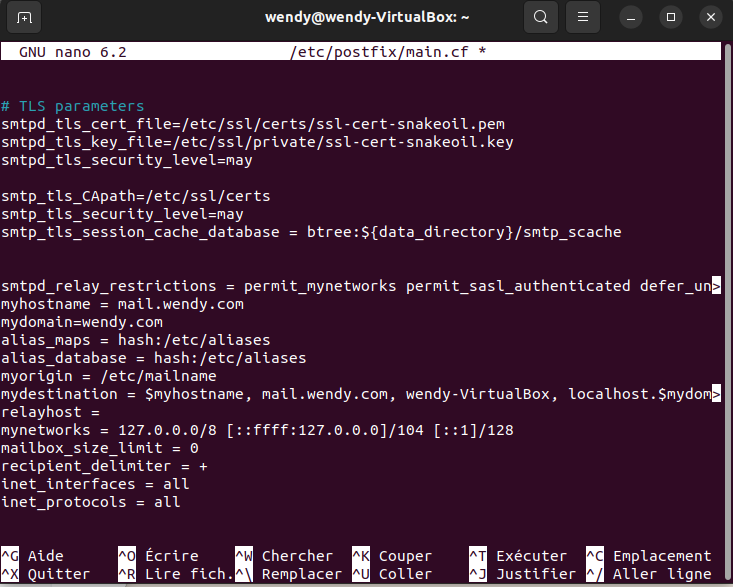 wendy@wendy-VirtualBox: ~
GNU nano 6.2 /etc/postfix/main.cf *
# TLS parameters
smtpd_tls_cert_file=/etc/ssl/certs/ssl-cert-snakeoil.pem
smtpd_tls_key_file=/etc/ssl/private/ssl-cert-snakeoil.key
smtpd_tls_security_level=may
smtp_tls_CApath=/etc/ssl/certs
smtp_tls_security_level=may
smtp_tls_session_cache_database = btree:${data_directory}/smtp_scache
smtpd_relay_restrictions = permit_mynetworks permit_sasl_authenticated defer_un>
myhostname = mail.wendy.com
mydomain=wendy.com
alias_maps = hash:/etc/aliases
alias_database = hash:/etc/aliases
myorigin = /etc/mailname
mydestination = $myhostname, mail.wendy.com, wendy-VirtualBox, localhost.$mydom>
relayhost =
mynetworks = 127.0.0.0/8 [::ffff:127.0.0.0]/104 [::1]/128
mailbox_size_limit = 0
recipient_delimiter = +
inet_interfaces = all
inet_protocols = all
^G Aide ^O Écrire ^W Chercher ^K Couper ^T Exécuter ^C Emplacement
^X Quitter ^R Lire fich.^\ Remplacer ^U Coller ^J Justifier ^/ Aller ligne